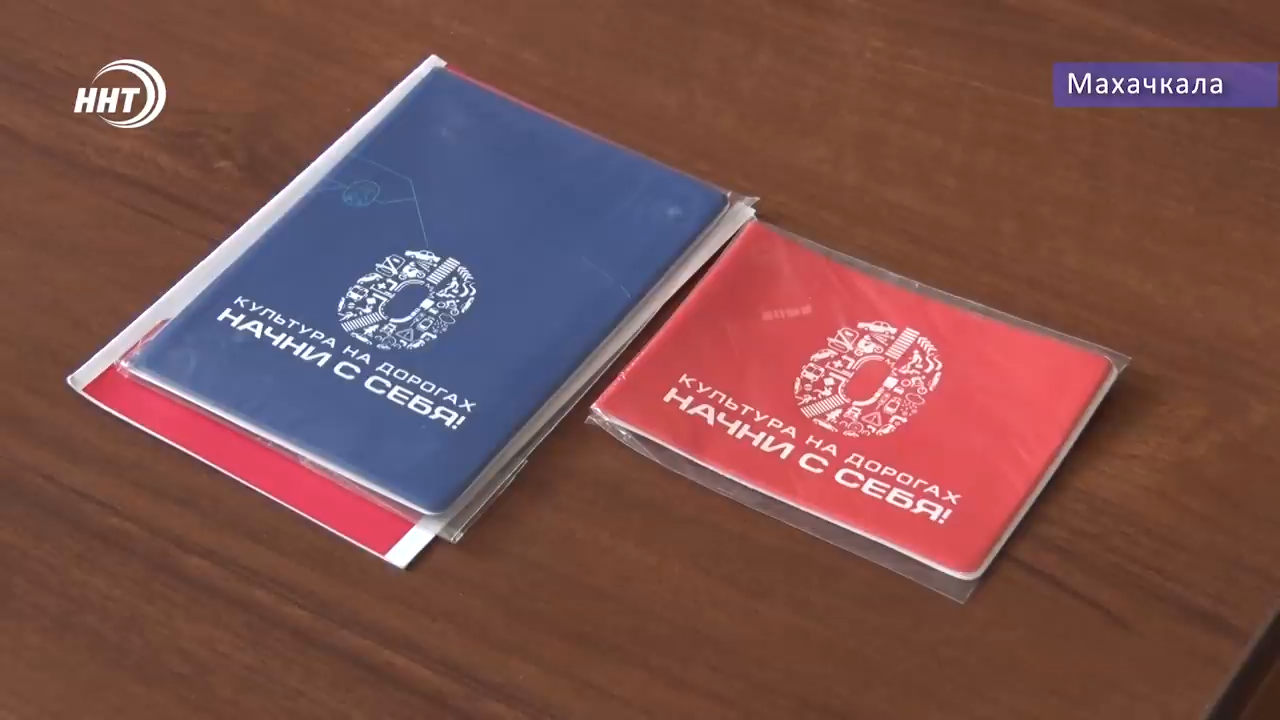 ННТ
Махачкала
КУЛЬТУРА НА ДОРОГАХ
НАЧНИ С СЕБЯ!
КУЛЬТУРА НА ДОРОГАХ
НАЧНИ С СЕБЯ!